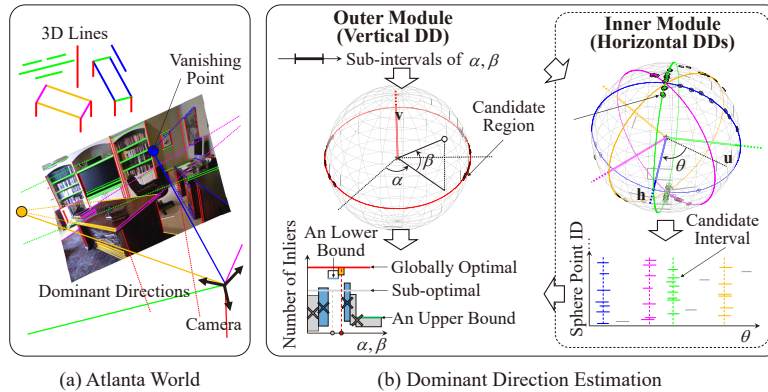 3D Lines
Vanishing
Point
Dominant Directions
Camera
(a) Atlanta World
Outer Module
(Vertical DD)
Sub-intervals of α, β
v
Candidate
Region
β
α
An Lower
Bound
Number of Inliers
Globally Optimal
Sub-optimal
An Upper Bound
α, β
Inner Module
(Horizontal DDs)
θ
u
h
Candidate
Interval
Sphere Point ID
θ
(b) Dominant Direction Estimation